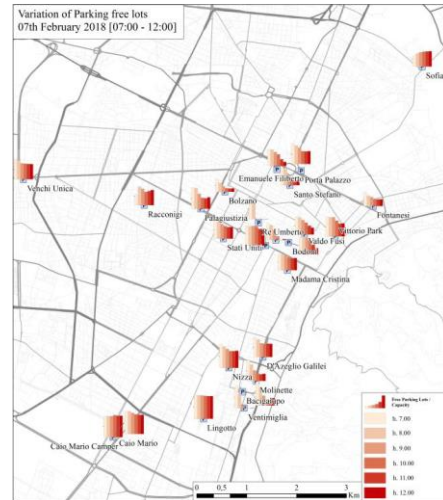 Variation of Parking free lots
07th February 2018 [07:00 - 12:00]
Sofia
Emanuele Filiberto
Porta Palazzo
Venchi Unica
Santo Stefano
Bolzano
Fontanesi
Racconigi
Palagiustizia
Re Umberto
Vittorio Park
Valdo Fusi
Stati Uniti
Bodoni
Madama Cristina
D'Azeglio Galilei
Nizza
Molinette
Bacigalupo
Ventimiglia
Lingotto
Caio Mario
Caio Mario Camper
Free Parking Lots /
Capacity
h. 7.00
h. 8.00
h. 9.00
h. 10.00
h. 11.00
h. 12.00
0 0,5 1 2 3
Km